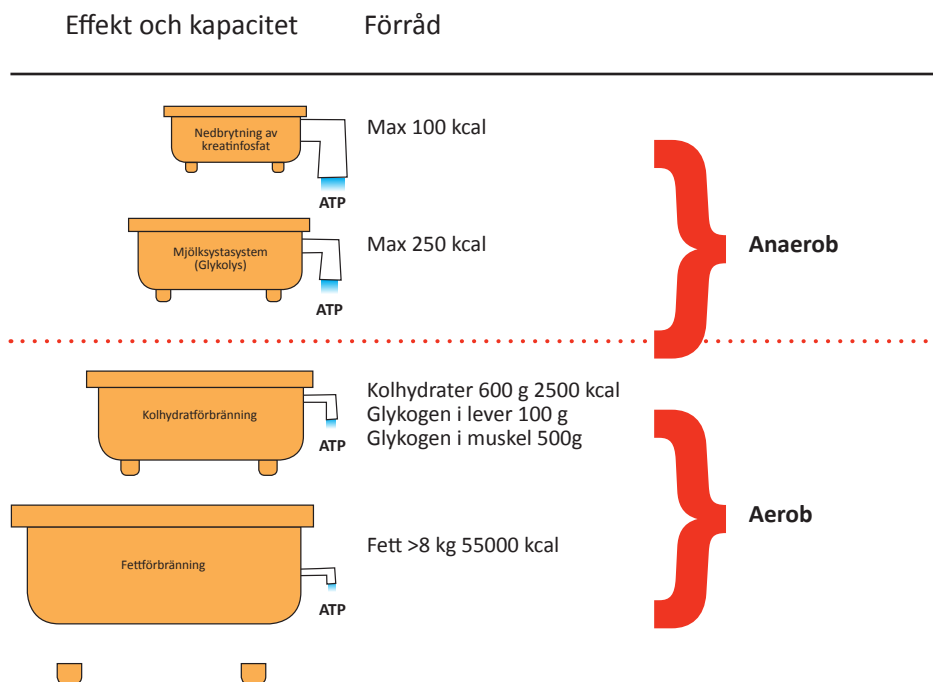 Effekt och kapacitet
Förråd
Nedbrytning av
kreatinfosfat
ATP
Max 100 kcal
Mjölksystasystem
(Glykolys)
ATP
Max 250 kcal
Anaerob
Kolhydratförbränning
ATP
Kolhydrater 600 g 2500 kcal
Glykogen i lever 100 g
Glykogen i muskel 500g
Fettförbränning
ATP
Fett >8 kg 55000 kcal
Aerob